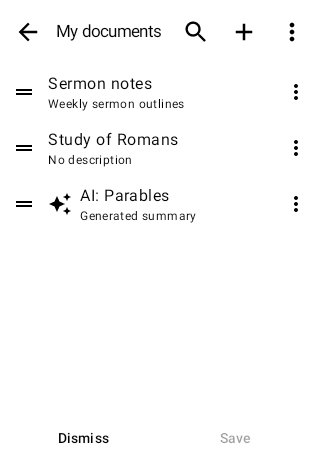 My documents
Sermon notes
Weekly sermon outlines
Study of Romans
No description
AI: Parables
Generated summary
Dismiss
Save